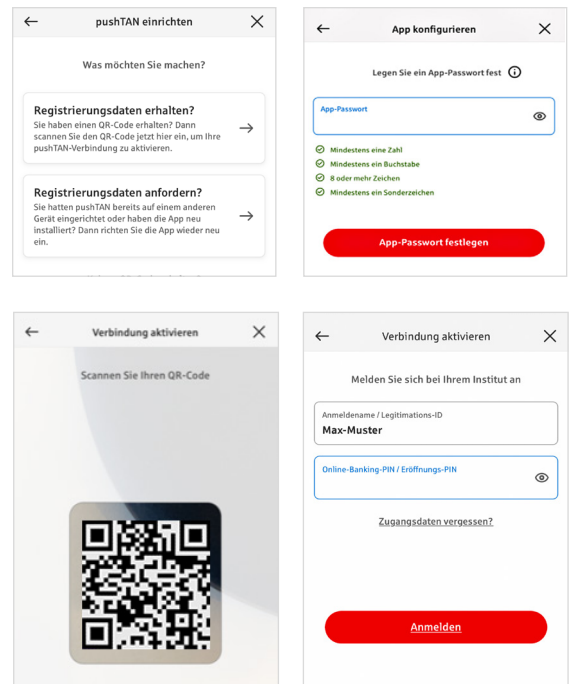 pushTAN einrichten
Was möchten Sie machen?
Registrierungsdaten erhalten?
Sie haben einen QR-Code erhalten? Dann
scannen Sie den QR-Code jetzt hier ein, um Ihre
pushTAN-Verbindung zu aktivieren.
Registrierungsdaten anfordern?
Sie hatten pushTAN bereits auf einem anderen
Gerät eingerichtet oder haben die App neu
installiert? Dann richten Sie die App wieder neu
ein.
App konfigurieren
Legen Sie ein App-Passwort fest
App-Passwort
Mindestens eine Zahl
Mindestens ein Buchstabe
8 oder mehr Zeichen
Mindestens ein Sonderzeichen
App-Passwort festlegen
Verbindung aktivieren
Scannen Sie Ihren QR-Code
Verbindung aktivieren
Melden Sie sich bei Ihrem Institut an
Anmeldename / Legitimations-ID
Max-Muster
Online-Banking-PIN / Eröffnungs-PIN
Zugangsdaten vergessen?
Anmelden